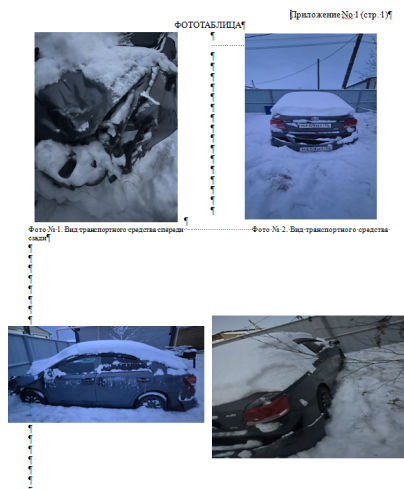 Приложение № 1 (стр. 1)¶
ФОТОТАБЛИЦА¶
Фото № 1. Вид транспортного средства спереди
Фото № 2. Вид транспортного средства
сзади¶